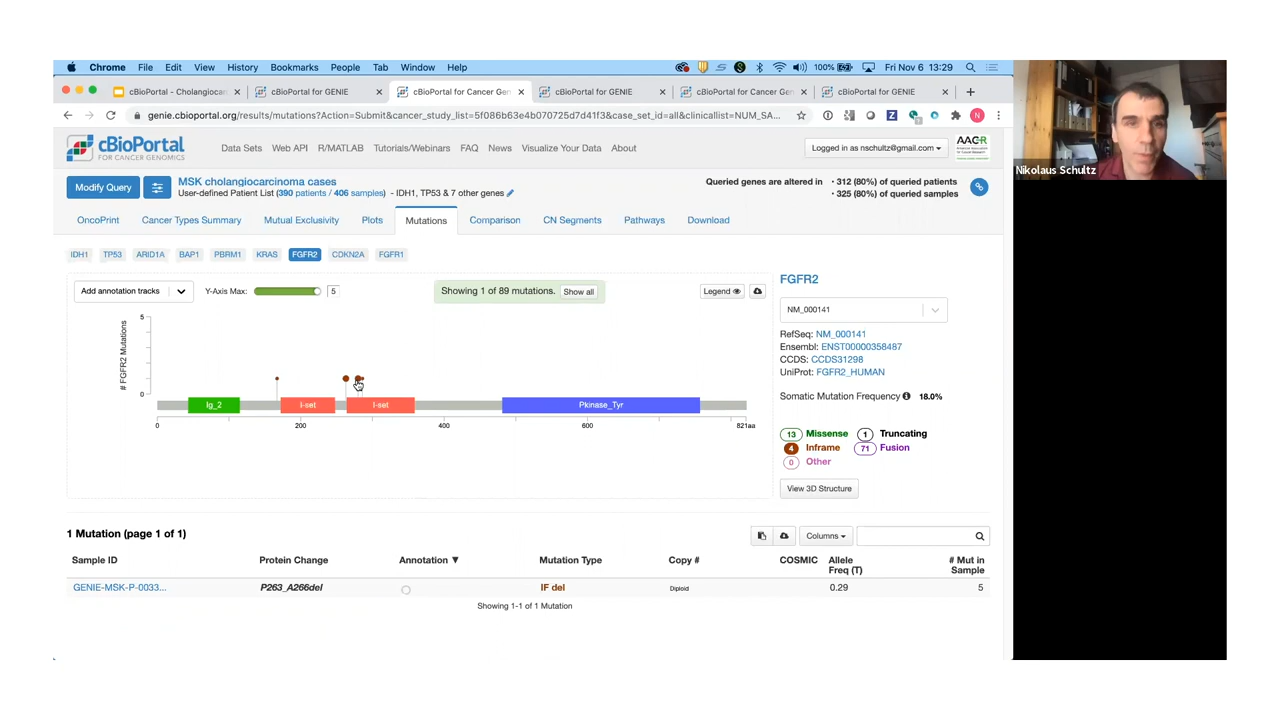 Chrome File Edit View History Bookmarks People Tab Window Help 100% Fri Nov 6 13:29
cBioPortal - Cholangiocar cBioPortal for GENIE cBioPortal for Cancer Gen cBioPortal for GENIE cBioPortal for Cancer Gen cBioPortal for GENIE
genie.cbioportal.org/results/mutations?Action=Submit&cancer_study_list=5f086b63e4b070725d7d41f3&case_set_id=all&clinicallist=NUM_SA...
cBioPortal
FOR CANCER GENOMICS
Data Sets Web API R/MATLAB Tutorials/Webinars FAQ News Visualize Your Data About
Logged in as nschultz@gmail.com
AACR
Nikolaus Schultz
Modify Query
MSK cholangiocarcinoma cases
User-defined Patient List (390 patients / 406 samples) - IDH1, TP53 & 7 other genes
Queried genes are altered in • 312 (80%) of queried patients
• 325 (80%) of queried samples
OncoPrint Cancer Types Summary Mutual Exclusivity Plots Mutations Comparison CN Segments Pathways Download
IDH1 TP53 ARID1A BAP1 PBRM1 KRAS FGFR2 CDKN2A FGFR1
Add annotation tracks Y-Axis Max: 5
Showing 1 of 89 mutations. Show all
Legend
# FGFR2 Mutations
5
0
Ig_2 I-set I-set Pkinase_Tyr
0 200 400 600 821aa
FGFR2
NM_000141
RefSeq: NM_000141
Ensembl: ENST00000358487
CCDS: CCDS31298
UniProt: FGFR2_HUMAN
Somatic Mutation Frequency 18.0%
13 Missense 1 Truncating
4 Inframe 71 Fusion
0 Other
View 3D Structure
1 Mutation (page 1 of 1)
Columns
Sample ID Protein Change Annotation ▼ Mutation Type Copy # COSMIC Allele Freq (T) # Mut in Sample
GENIE-MSK-P-0033... P263_A266del IF del Diploid 0.29 5
Showing 1-1 of 1 Mutation